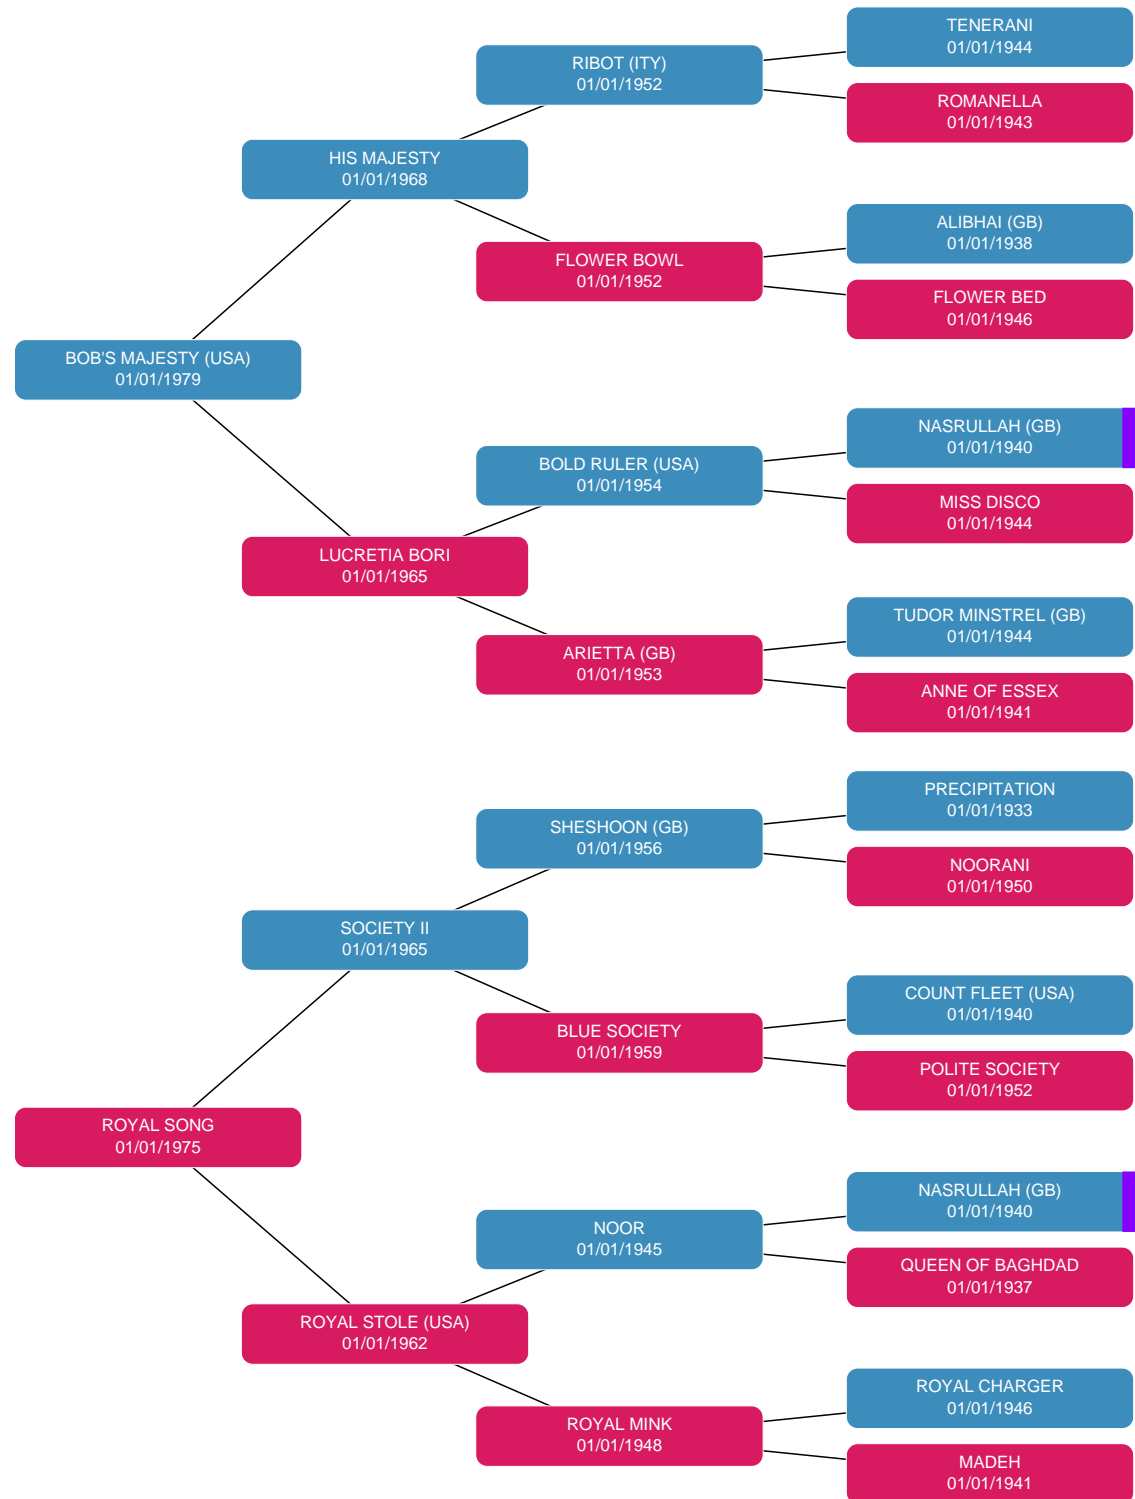 TENERANI
01/01/1944
RIBOT (ITY)
01/01/1952
ROMANELLA
01/01/1943
HIS MAJESTY
01/01/1968
ALIBHAI (GB)
01/01/1938
FLOWER BOWL
01/01/1952
FLOWER BED
01/01/1946
BOB'S MAJESTY (USA)
01/01/1979
NASRULLAH (GB)
01/01/1940
BOLD RULER (USA)
01/01/1954
MISS DISCO
01/01/1944
LUCRETIA BORI
01/01/1965
TUDOR MINSTREL (GB)
01/01/1944
ARIETTA (GB)
01/01/1953
ANNE OF ESSEX
01/01/1941
PRECIPITATION
01/01/1933
SHESHOON (GB)
01/01/1956
NOORANI
01/01/1950
SOCIETY II
01/01/1965
COUNT FLEET (USA)
01/01/1940
BLUE SOCIETY
01/01/1959
POLITE SOCIETY
01/01/1952
ROYAL SONG
01/01/1975
NASRULLAH (GB)
01/01/1940
NOOR
01/01/1945
QUEEN OF BAGHDAD
01/01/1937
ROYAL STOLE (USA)
01/01/1962
ROYAL CHARGER
01/01/1946
ROYAL MINK
01/01/1948
MADEH
01/01/1941